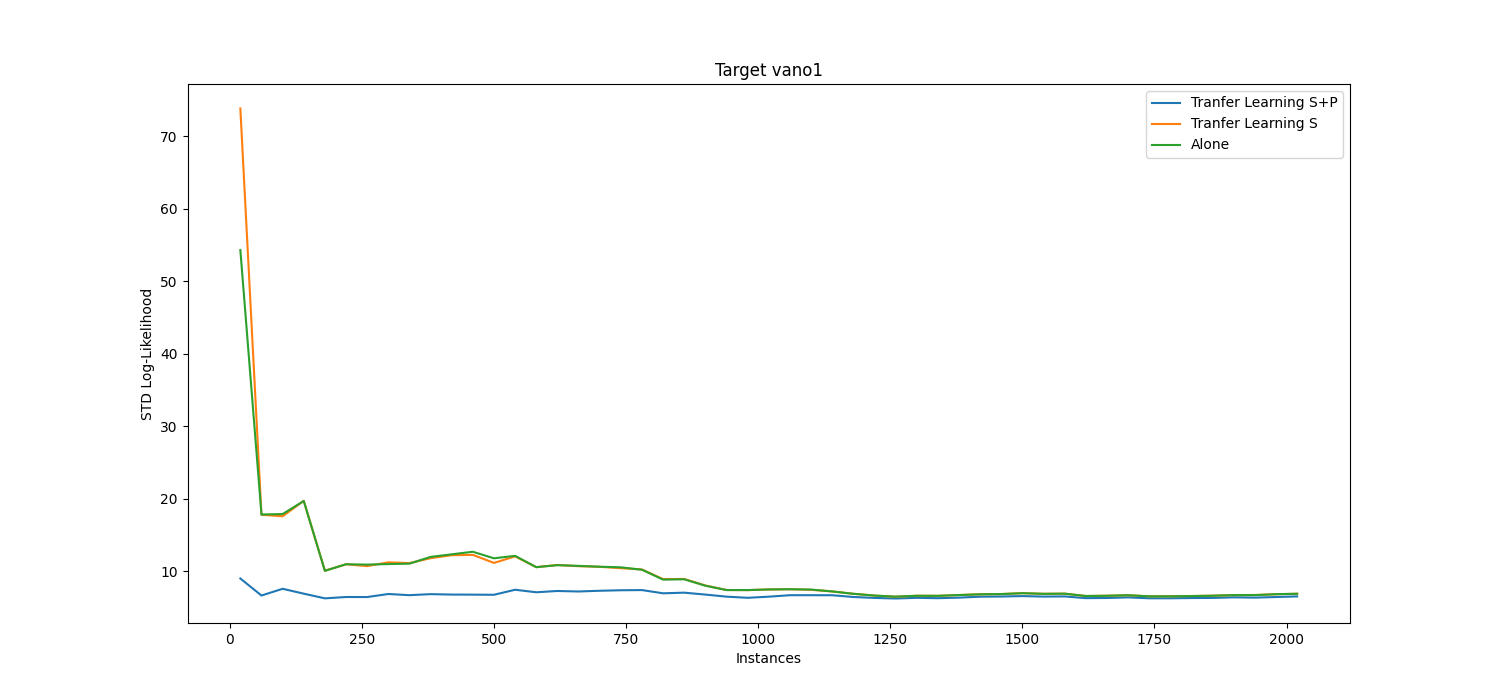 Target vano1
Tranfer Learning S+P
Tranfer Learning S
Alone
STD Log-Likelihood
70
60
50
40
30
20
10
0 250 500 750 1000 1250 1500 1750 2000
Instances